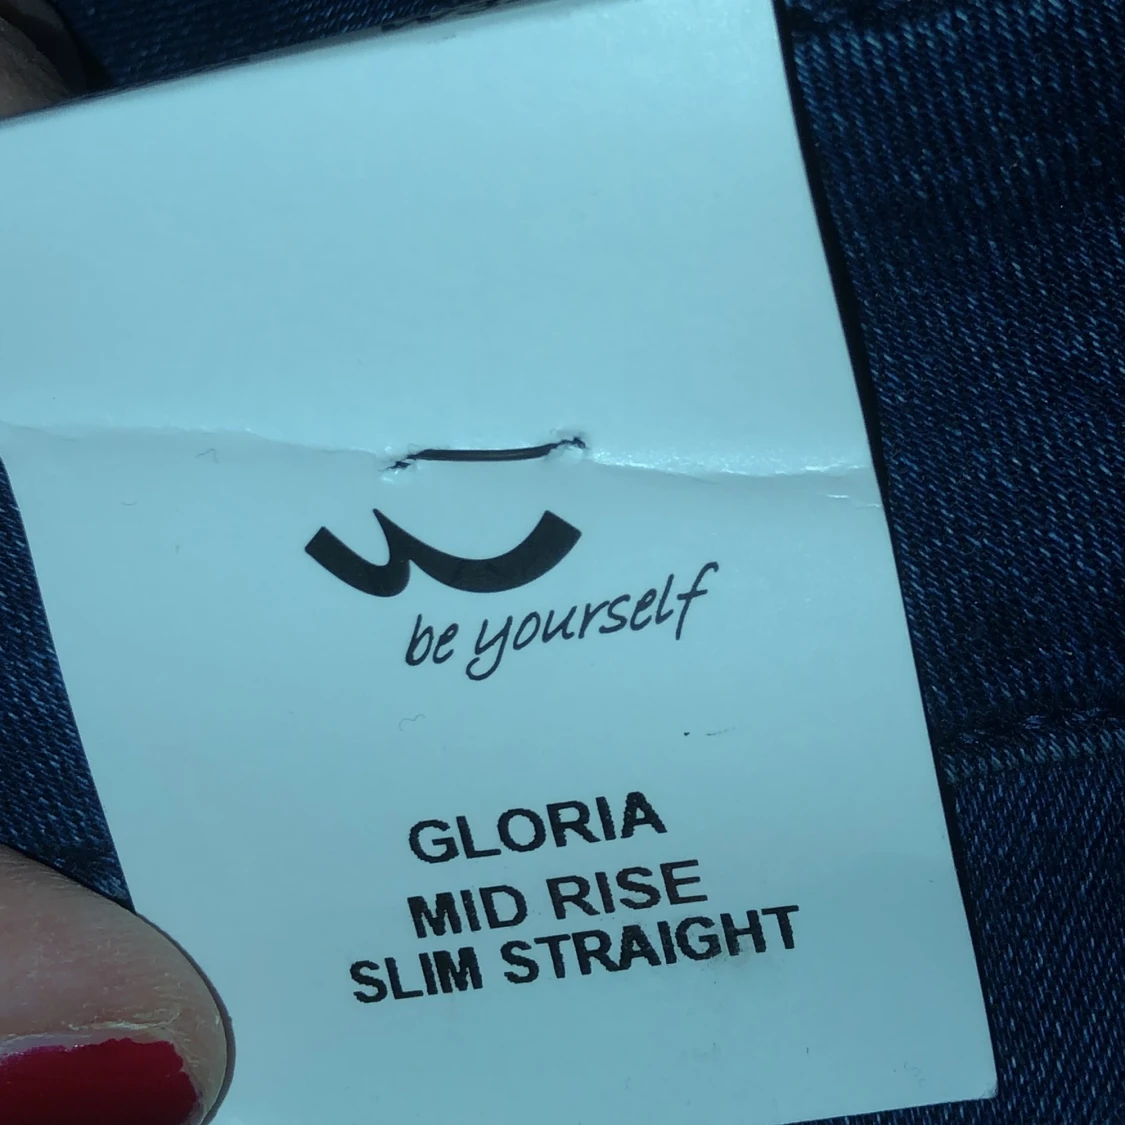 be yourself
GLORIA
MID RISE
SLIM STRAIGHT